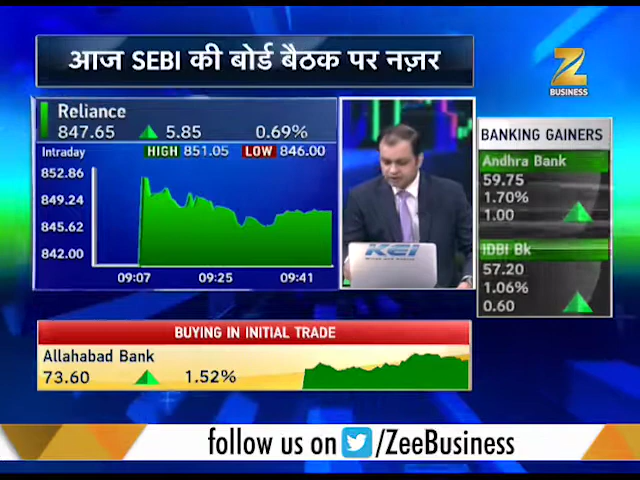 आज SEBI की बोर्ड बैठक पर नज़र
Z
BUSINESS
Reliance
847.65 5.85 0.69%
Intraday HIGH 851.05 LOW 846.00
852.86
849.24
845.62
842.00
09:07 09:25 09:41
KEI
BANKING GAINERS
Andhra Bank
59.75
1.70%
1.00
IDBI Bk
57.20
1.06%
0.60
BUYING IN INITIAL TRADE
Allahabad Bank
73.60 1.52%
follow us on /ZeeBusiness